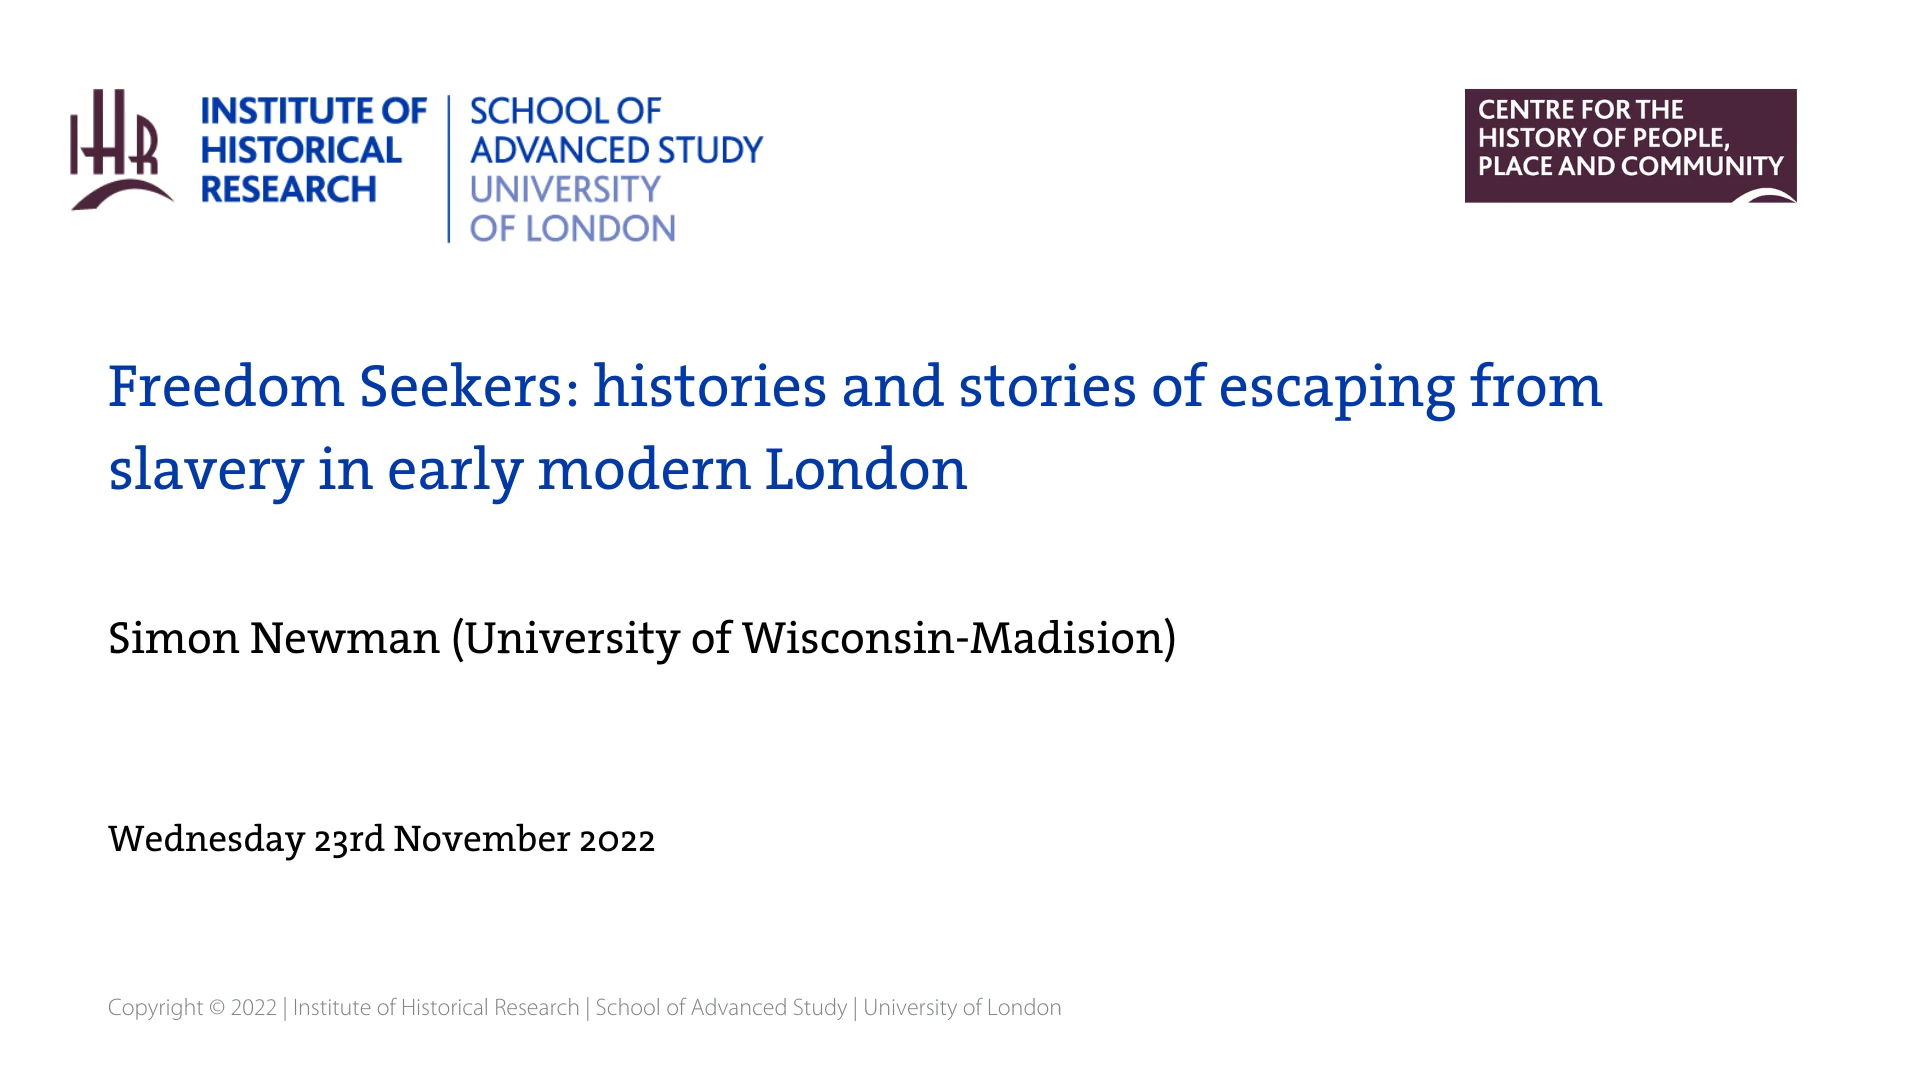 IHR
INSTITUTE OF
HISTORICAL
RESEARCH
SCHOOL OF
ADVANCED STUDY
UNIVERSITY
OF LONDON
CENTRE FOR THE
HISTORY OF PEOPLE,
PLACE AND COMMUNITY
Freedom Seekers: histories and stories of escaping from
slavery in early modern London
Simon Newman (University of Wisconsin-Madision)
Wednesday 23rd November 2022
Copyright © 2022 | Institute of Historical Research | School of Advanced Study | University of London